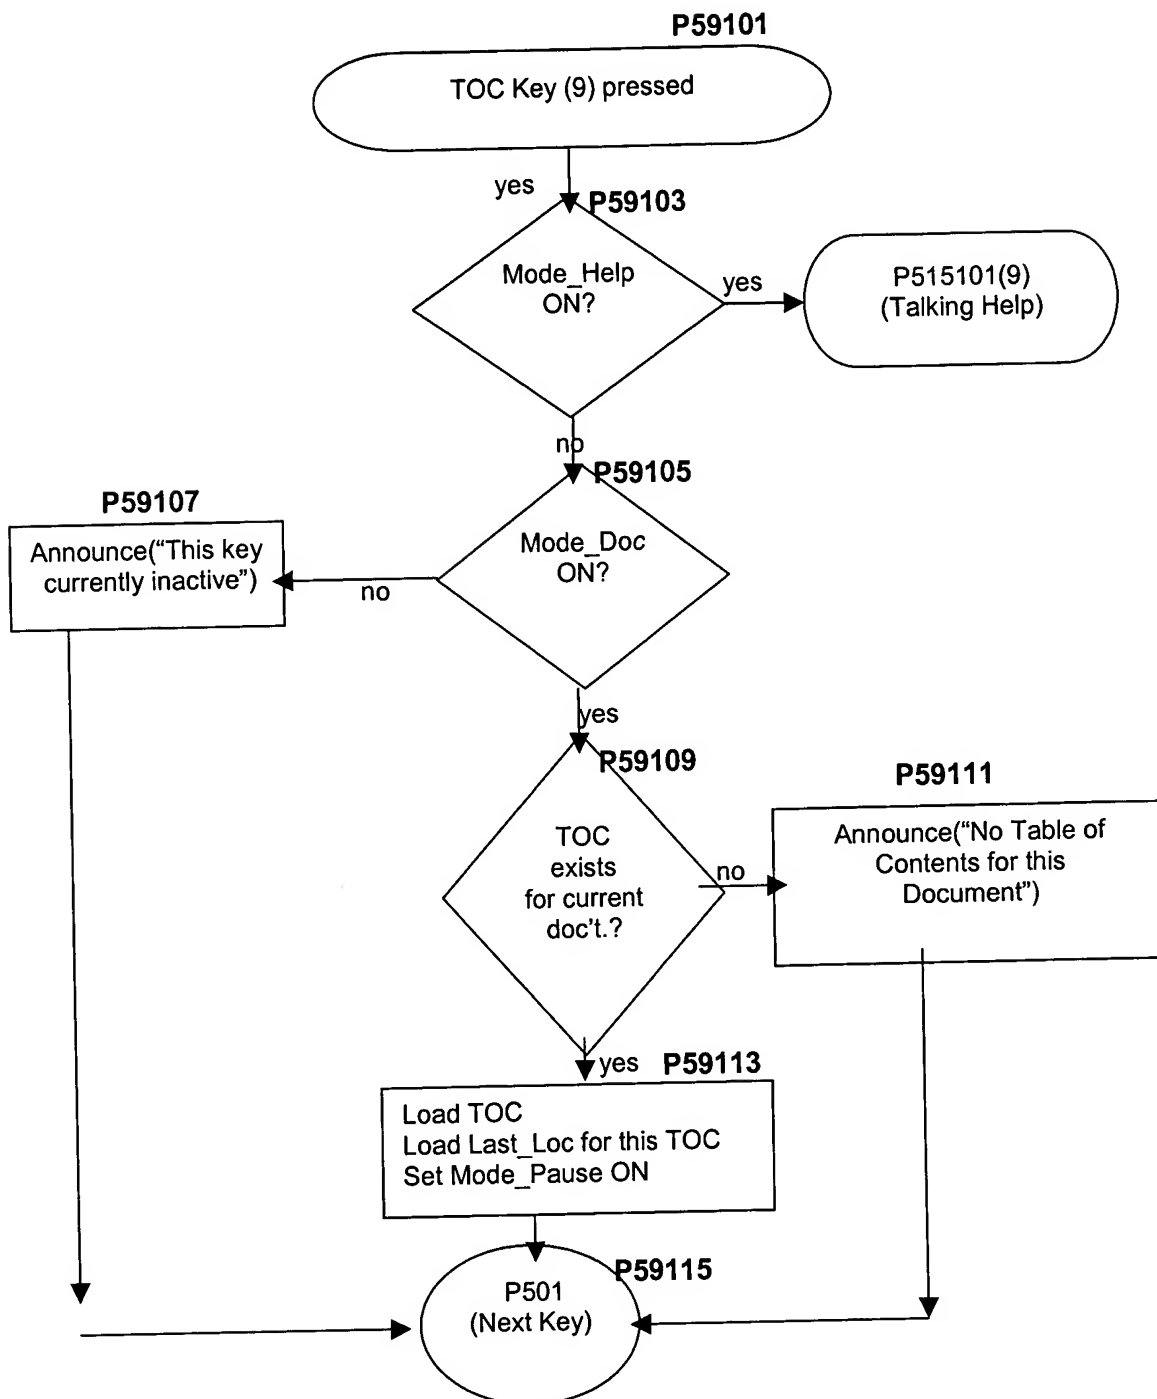 P59101
TOC Key (9) pressed
yes
P59103
Mode_Help
ON?
yes
P515101(9)
(Talking Help)
no
P59105
P59107
Mode_Doc
ON?
Announce(“This key
currently inactive”)
no
yes
P59109
P59111
TOC
exists
for current
doc't.?
no
Announce(“No Table of
Contents for this
Document”)
yes
P59113
Load TOC
Load Last_Loc for this TOC
Set Mode_Pause ON
P59115
P501
(Next Key)